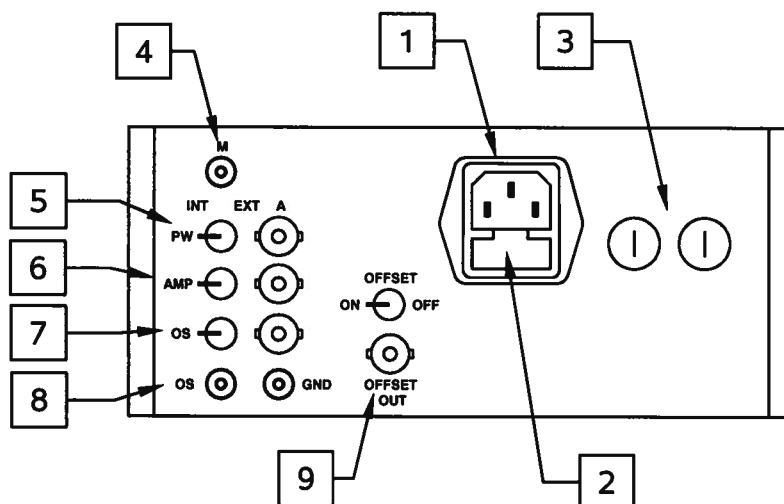 4
1
3
M
5
INT EXT A
PW
6
AMP
OFFSET
ON OFF
7
OS
8
OS GND
OFFSET
OUT
9
2